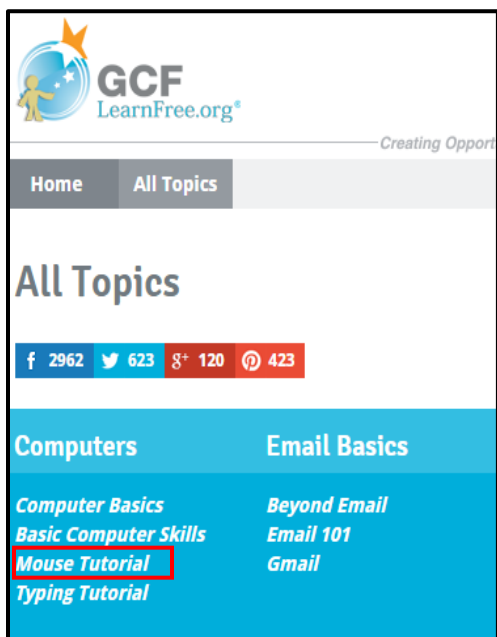 GCF
LearnFree.org®
Creating Opport
Home All Topics
All Topics
f 2962 623 g+ 120 423
Computers Email Basics
Computer Basics Beyond Email
Basic Computer Skills Email 101
Mouse Tutorial Gmail
Typing Tutorial